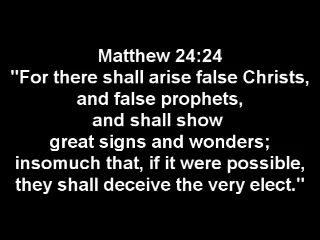 Matthew 24:24
"For there shall arise false Christs,
and false prophets,
and shall show
great signs and wonders;
insomuch that, if it were possible,
they shall deceive the very elect."